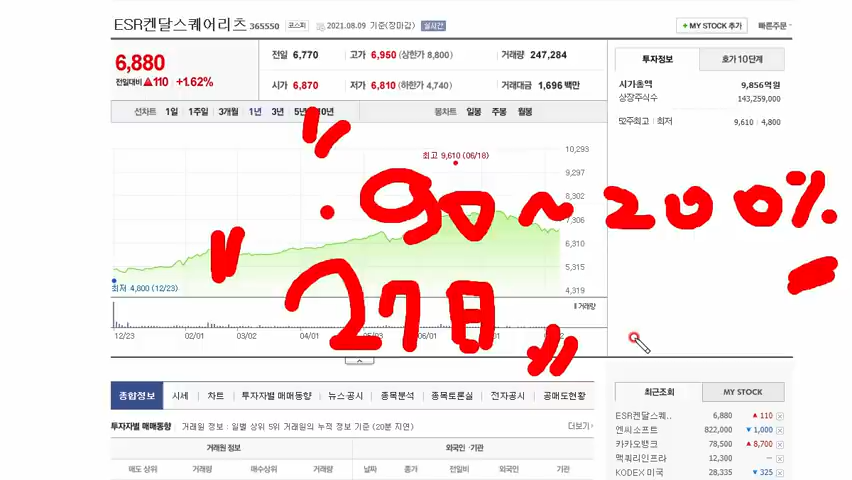 ESR켄달스퀘어리츠 365550 코스피 2021.08.09 기준(장마감) 실시간
MY STOCK 추가 빠른주문
6,880
전일대비 ▲110 +1.62%
전일 6,770 고가 6,950 (상한가 8,800) 거래량 247,284
시가 6,870 저가 6,810 (하한가 4,740) 거래대금 1,696 백만
투자정보 호가 10단계
시가총액 9,856억원
상장주식수 143,259,000
52주최고 | 최저 9,610 | 4,800
선차트 1일 1주일 3개월 1년 3년 5년 10년 봉차트 일봉 주봉 월봉
최고 9,610 (06/18)
10,293
9,297
8,302
7,306
6,310
5,315
4,319
최저 4,800 (12/23)
거래량
12/23 02/01 03/02 05/03 06/01
90~200%
27日
종합정보 시세 차트 투자자별 매매동향 뉴스·공시 종목분석 종목토론실 전자공시 공매도현황
투자자별 매매동향 거래원 정보 : 일별 상위 5위 거래원의 누적 정보 기준 (20분 지연) 더보기
거래원 정보 외국인·기관
매도 상위 거래량 매수상위 거래량 날짜 종가 전일비 외국인 기관
최근조회 MY STOCK
ESR켄달스퀘.. 6,880 ▲ 110
엔씨소프트 822,000 ▼ 1,000
카카오뱅크 78,500 ▲ 8,700
맥쿼리인프라 12,300 --
KODEX 미국 28,335 ▼ 325